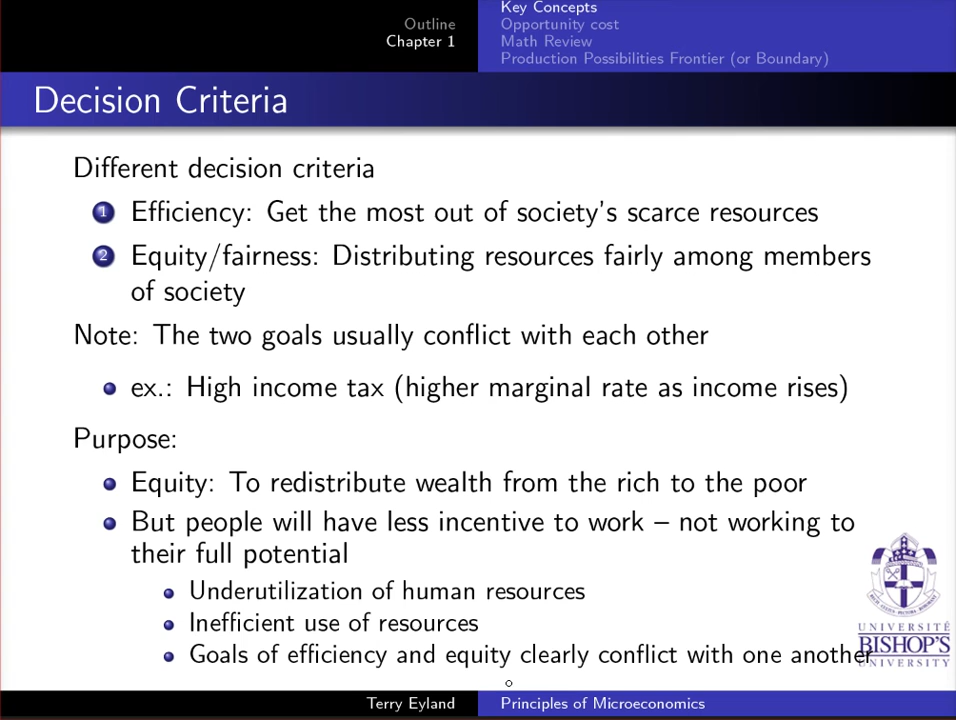 Outline
Chapter 1
Key Concepts
Opportunity cost
Math Review
Production Possibilities Frontier (or Boundary)
Decision Criteria
Different decision criteria
1 Efficiency: Get the most out of society's scarce resources
2 Equity/fairness: Distributing resources fairly among members
of society
Note: The two goals usually conflict with each other
ex.: High income tax (higher marginal rate as income rises)
Purpose:
Equity: To redistribute wealth from the rich to the poor
But people will have less incentive to work – not working to
their full potential
Underutilization of human resources
Inefficient use of resources
Goals of efficiency and equity clearly conflict with one another
UNIVERSITÉ
BISHOP'S
UNIVERSITY
Terry Eyland
Principles of Microeconomics